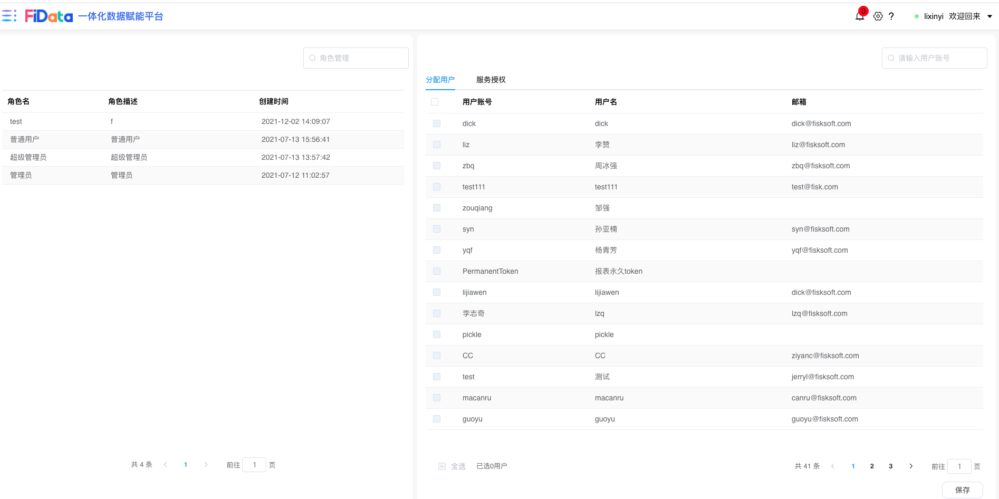 FiData 一体化数据赋能平台
0 ? lixinyi 欢迎回来
角色管理
角色名 角色描述 创建时间
test f 2021-12-02 14:09:07
普通用户 普通用户 2021-07-13 15:56:41
超级管理员 超级管理员 2021-07-13 13:57:42
管理员 管理员 2021-07-12 11:02:57
共 4 条 1 前往 1 页
请输入用户账号
分配用户 服务授权
用户账号 用户名 邮箱
dick dick dick@fisksoft.com
liz 李赞 liz@fisksoft.com
zbq 周冰强 zbq@fisksoft.com
test111 test111 test@fisk.com
zouqiang 邹强
syn 孙亚楠 syn@fisksoft.com
yqf 杨青芳 yqf@fisksoft.com
PermanentToken 报表永久token
lijiawen lijiawen dick@fisksoft.com
李志奇 lzq lzq@fisksoft.com
pickle pickle
CC CC ziyanc@fisksoft.com
test 测试 jerryl@fisksoft.com
macanru macanru canru@fisksoft.com
guoyu guoyu guoyu@fisksoft.com
全选 已选0用户 共 41 条 1 2 3 前往 1 页
保存